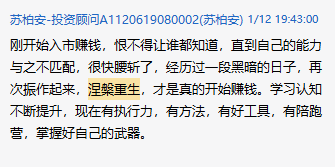 苏柏安-投资顾问A1120619080002(苏柏安) 1/12 19:43:00
刚开始入市赚钱，恨不得让谁都知道，直到自己的能力
与之不匹配，很快腰斩了，经历过一段黑暗的日子，再
次振作起来，涅槃重生，才是真的开始赚钱。学习认知
不断提升，现在有执行力，有方法，有好工具，有陪跑
营，掌握好自己的武器。